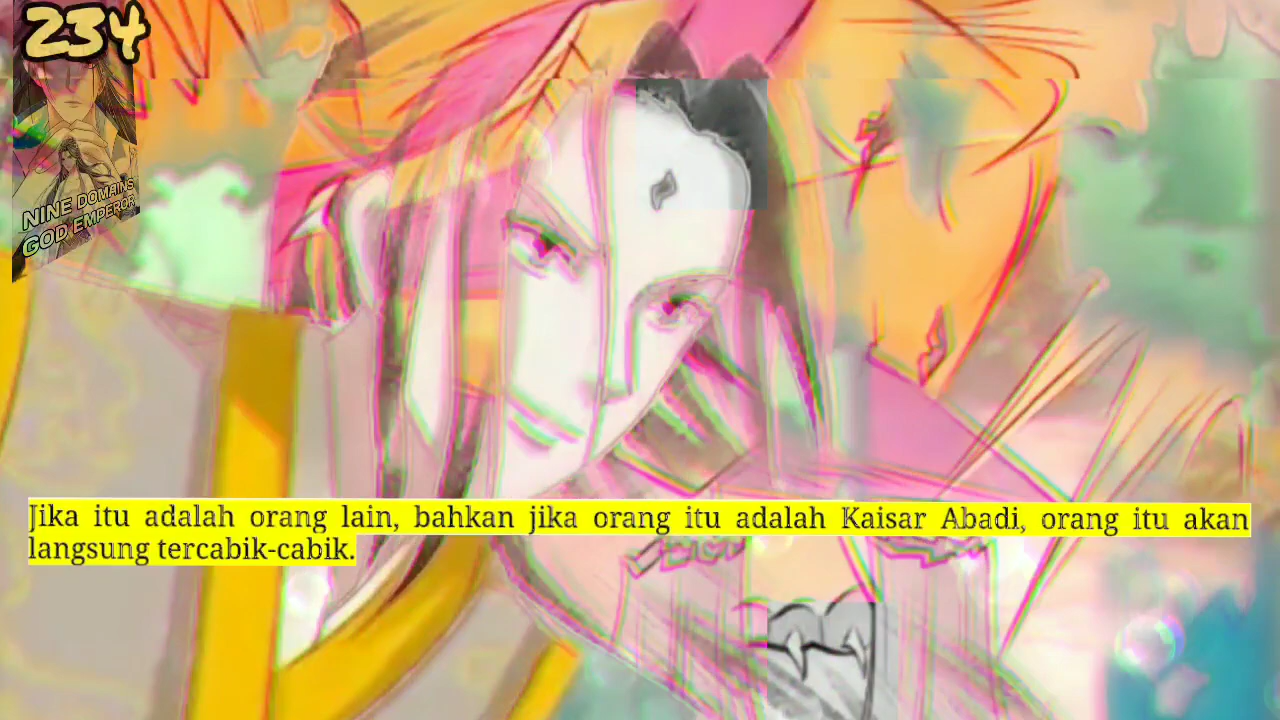 234
NINE DOMAINS
GOD EMPEROR
Jika itu adalah orang lain, bahkan jika orang itu adalah Kaisar Abadi, orang itu akan
langsung tercabik-cabik.